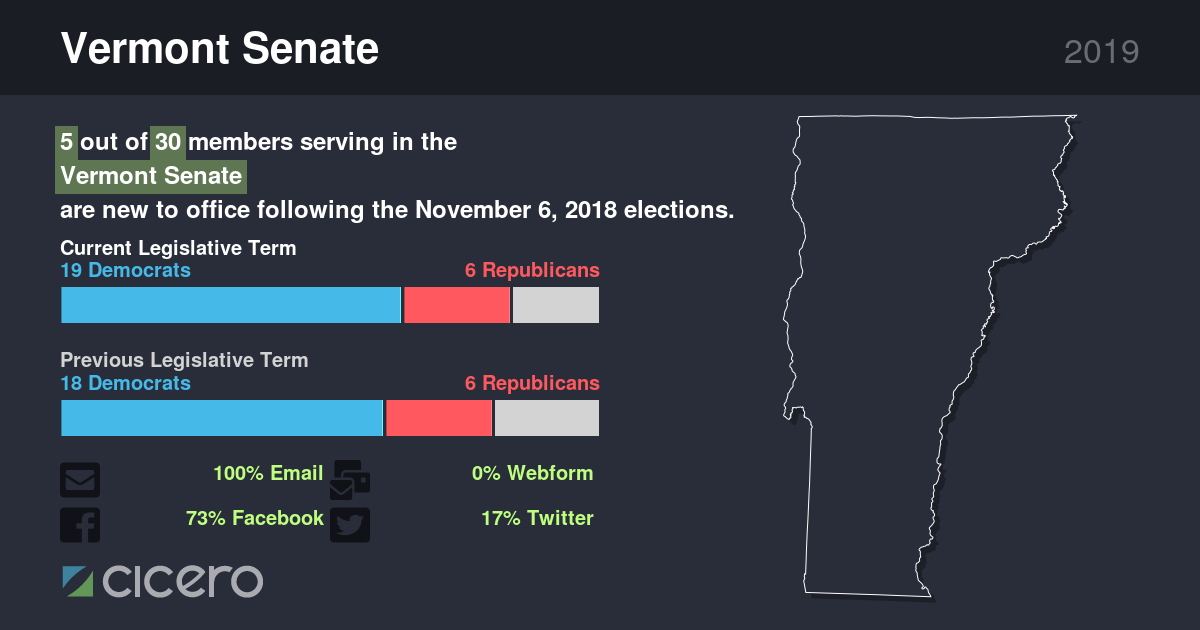 Vermont Senate
2019
5 out of 30 members serving in the
Vermont Senate
are new to office following the November 6, 2018 elections.
Current Legislative Term
19 Democrats 6 Republicans
Previous Legislative Term
18 Democrats 6 Republicans
100% Email 0% Webform
73% Facebook 17% Twitter
cicero